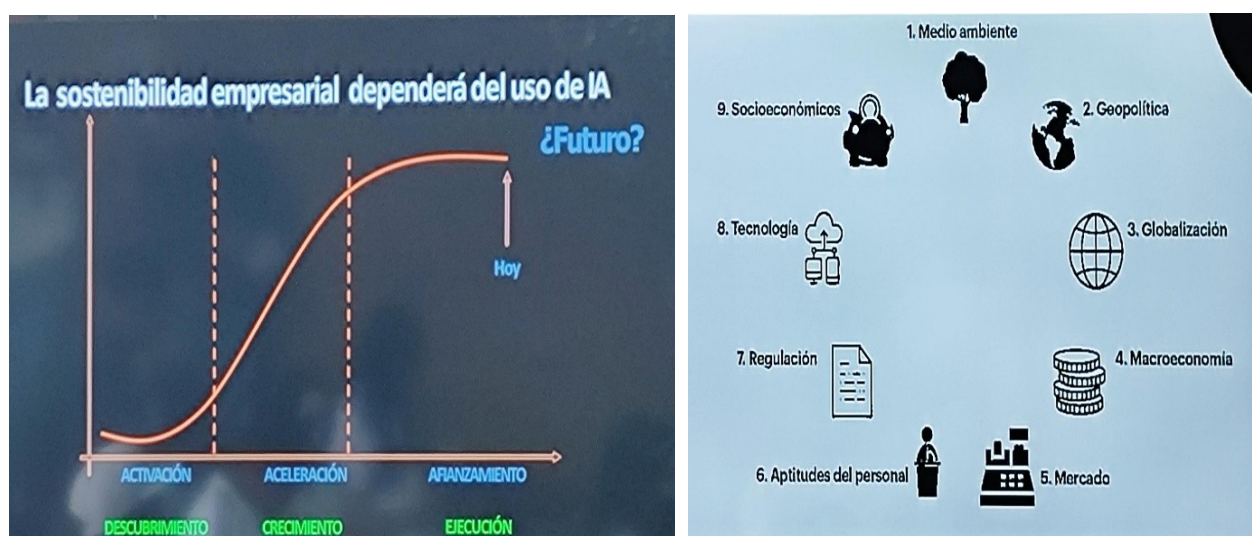 La sostenibilidad empresarial dependerá del uso de IA
¿Futuro?
Hoy
ACTIVACIÓN ACELERACIÓN AFIANZAMIENTO
DESCUBRIMIENTO CRECIMIENTO EJECUCIÓN
1. Medio ambiente
2. Geopolítica
3. Globalización
4. Macroeconomía
5. Mercado
6. Aptitudes del personal
7. Regulación
8. Tecnología
9. Socioeconómicos